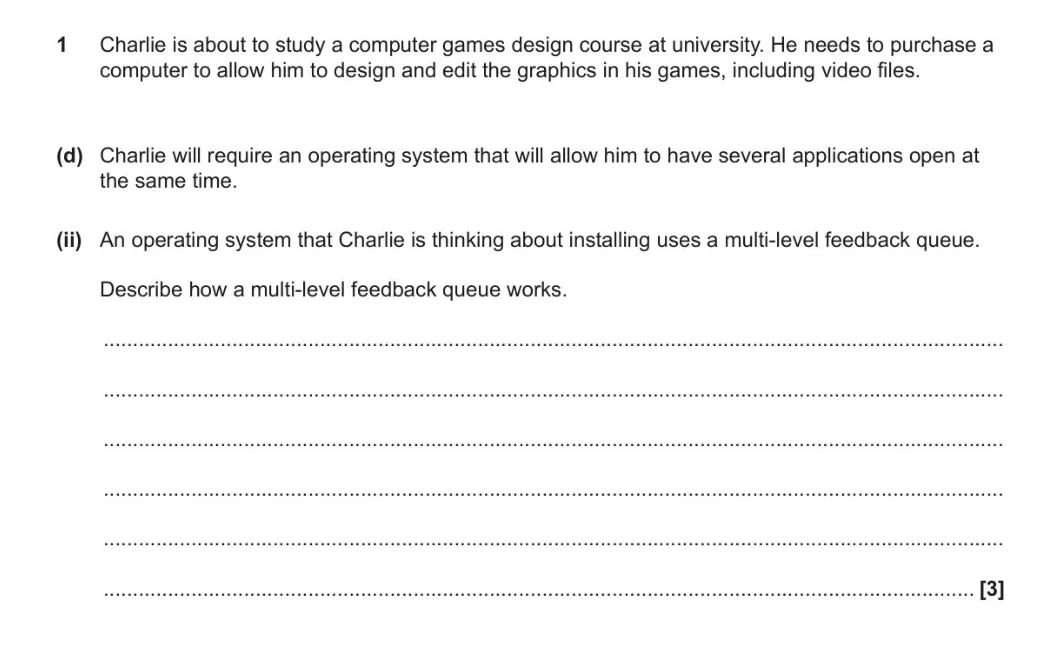 1 Charlie is about to study a computer games design course at university. He needs to purchase a
computer to allow him to design and edit the graphics in his games, including video files.
(d) Charlie will require an operating system that will allow him to have several applications open at
the same time.
(ii) An operating system that Charlie is thinking about installing uses a multi-level feedback queue.
Describe how a multi-level feedback queue works.
[3]